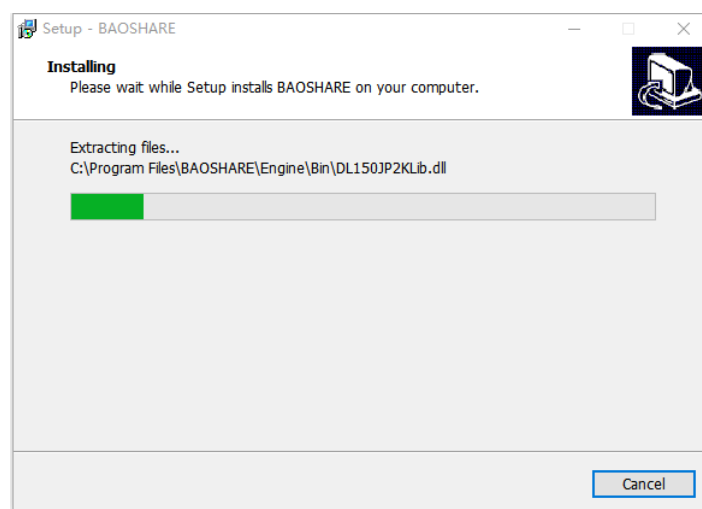 Setup - BAOSHARE
Installing
Please wait while Setup installs BAOSHARE on your computer.
Extracting files...
C:\Program Files\BAOSHARE\Engine\Bin\DL150JP2KLib.dll
Cancel